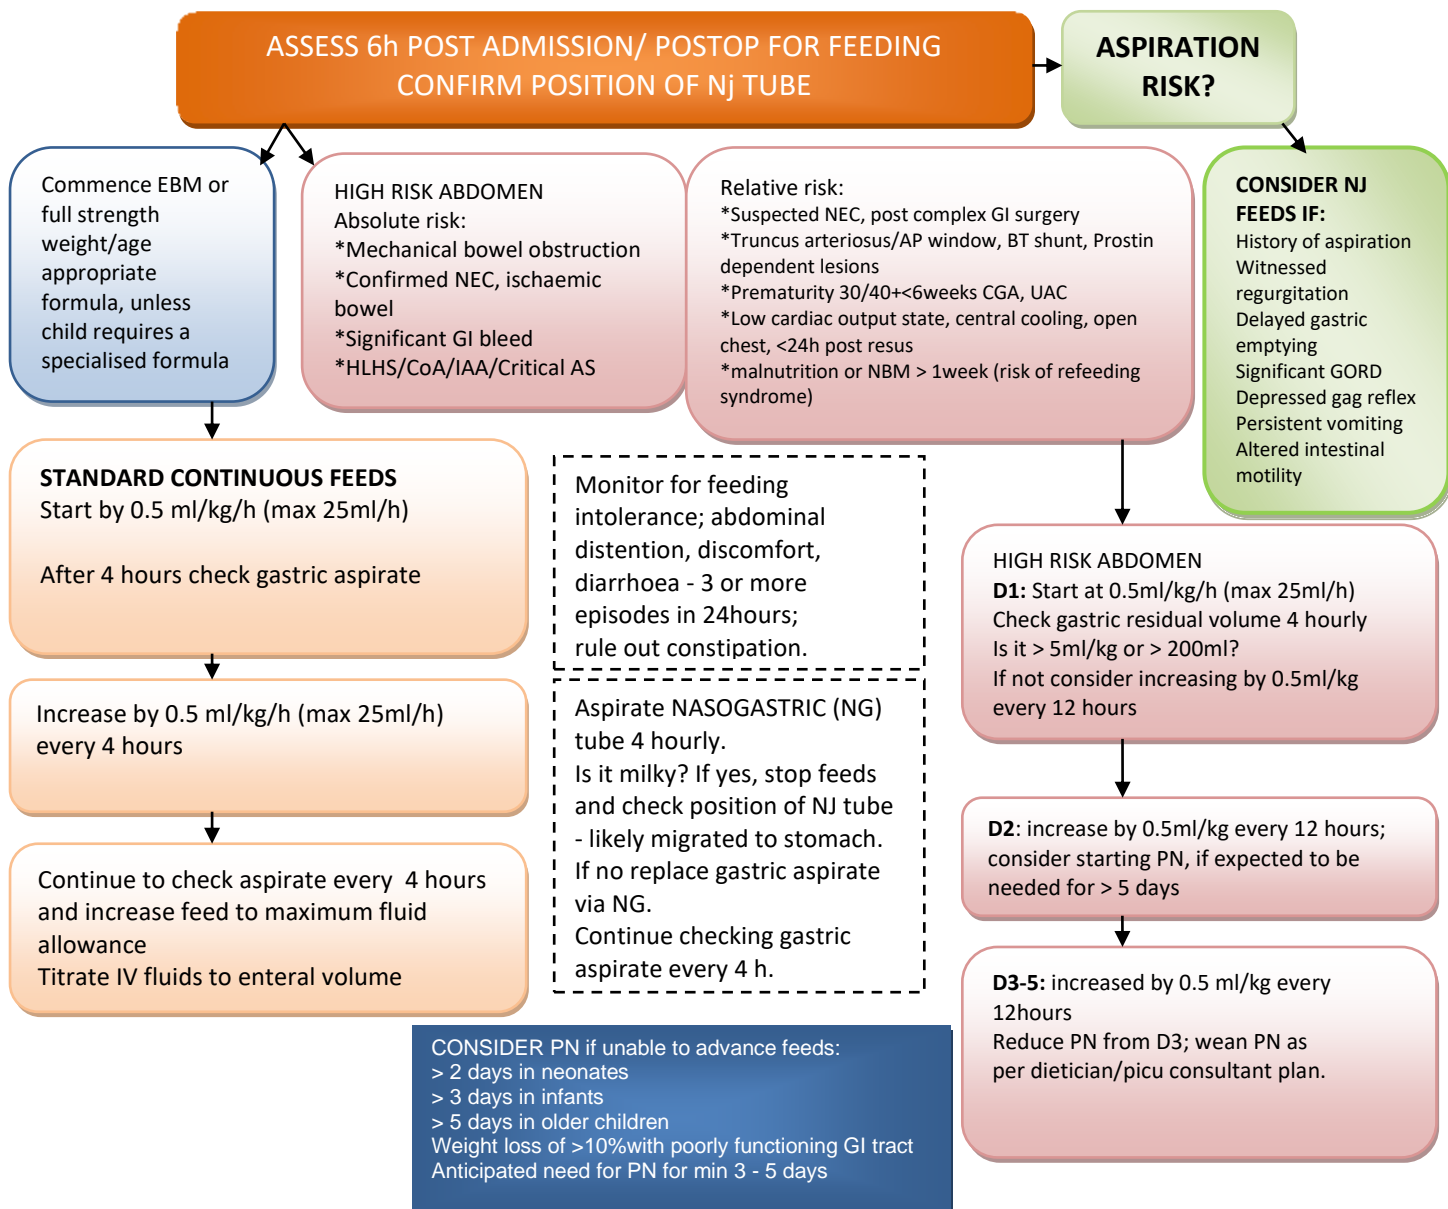 ASSESS 6h POST ADMISSION/ POSTOP FOR FEEDING
CONFIRM POSITION OF Nj TUBE
ASPIRATION
RISK?
Commence EBM or
full strength
weight/age
appropriate
formula, unless
child requires a
specialised formula
HIGH RISK ABDOMEN
Absolute risk:
*Mechanical bowel obstruction
*Confirmed NEC, ischaemic
bowel
*Significant GI bleed
*HLHS/CoA/IAA/Critical AS
Relative risk:
*Suspected NEC, post complex GI surgery
*Truncus arteriosus/AP window, BT shunt, Prostin
dependent lesions
*Prematurity 30/40+<6weeks CGA, UAC
*Low cardiac output state, central cooling, open
chest, <24h post resus
*malnutrition or NBM > 1week (risk of refeeding
syndrome)
CONSIDER NJ
FEEDS IF:
History of aspiration
Witnessed
regurgitation
Delayed gastric
emptying
Significant GORD
Depressed gag reflex
Persistent vomiting
Altered intestinal
motility
STANDARD CONTINUOUS FEEDS
Start by 0.5 ml/kg/h (max 25ml/h)
After 4 hours check gastric aspirate
Increase by 0.5 ml/kg/h (max 25ml/h)
every 4 hours
Continue to check aspirate every 4 hours
and increase feed to maximum fluid
allowance
Titrate IV fluids to enteral volume
Monitor for feeding
intolerance; abdominal
distention, discomfort,
diarrhoea - 3 or more
episodes in 24hours;
rule out constipation.
Aspirate NASOGASTRIC (NG)
tube 4 hourly.
Is it milky? If yes, stop feeds
and check position of NJ tube
- likely migrated to stomach.
If no replace gastric aspirate
via NG.
Continue checking gastric
aspirate every 4 h.
HIGH RISK ABDOMEN
D1: Start at 0.5ml/kg/h (max 25ml/h)
Check gastric residual volume 4 hourly
Is it > 5ml/kg or > 200ml?
If not consider increasing by 0.5ml/kg
every 12 hours
D2: increase by 0.5ml/kg every 12 hours;
consider starting PN, if expected to be
needed for > 5 days
D3-5: increased by 0.5 ml/kg every
12hours
Reduce PN from D3; wean PN as
per dietician/picu consultant plan.
CONSIDER PN if unable to advance feeds:
> 2 days in neonates
> 3 days in infants
> 5 days in older children
Weight loss of >10%with poorly functioning GI tract
Anticipated need for PN for min 3 - 5 days